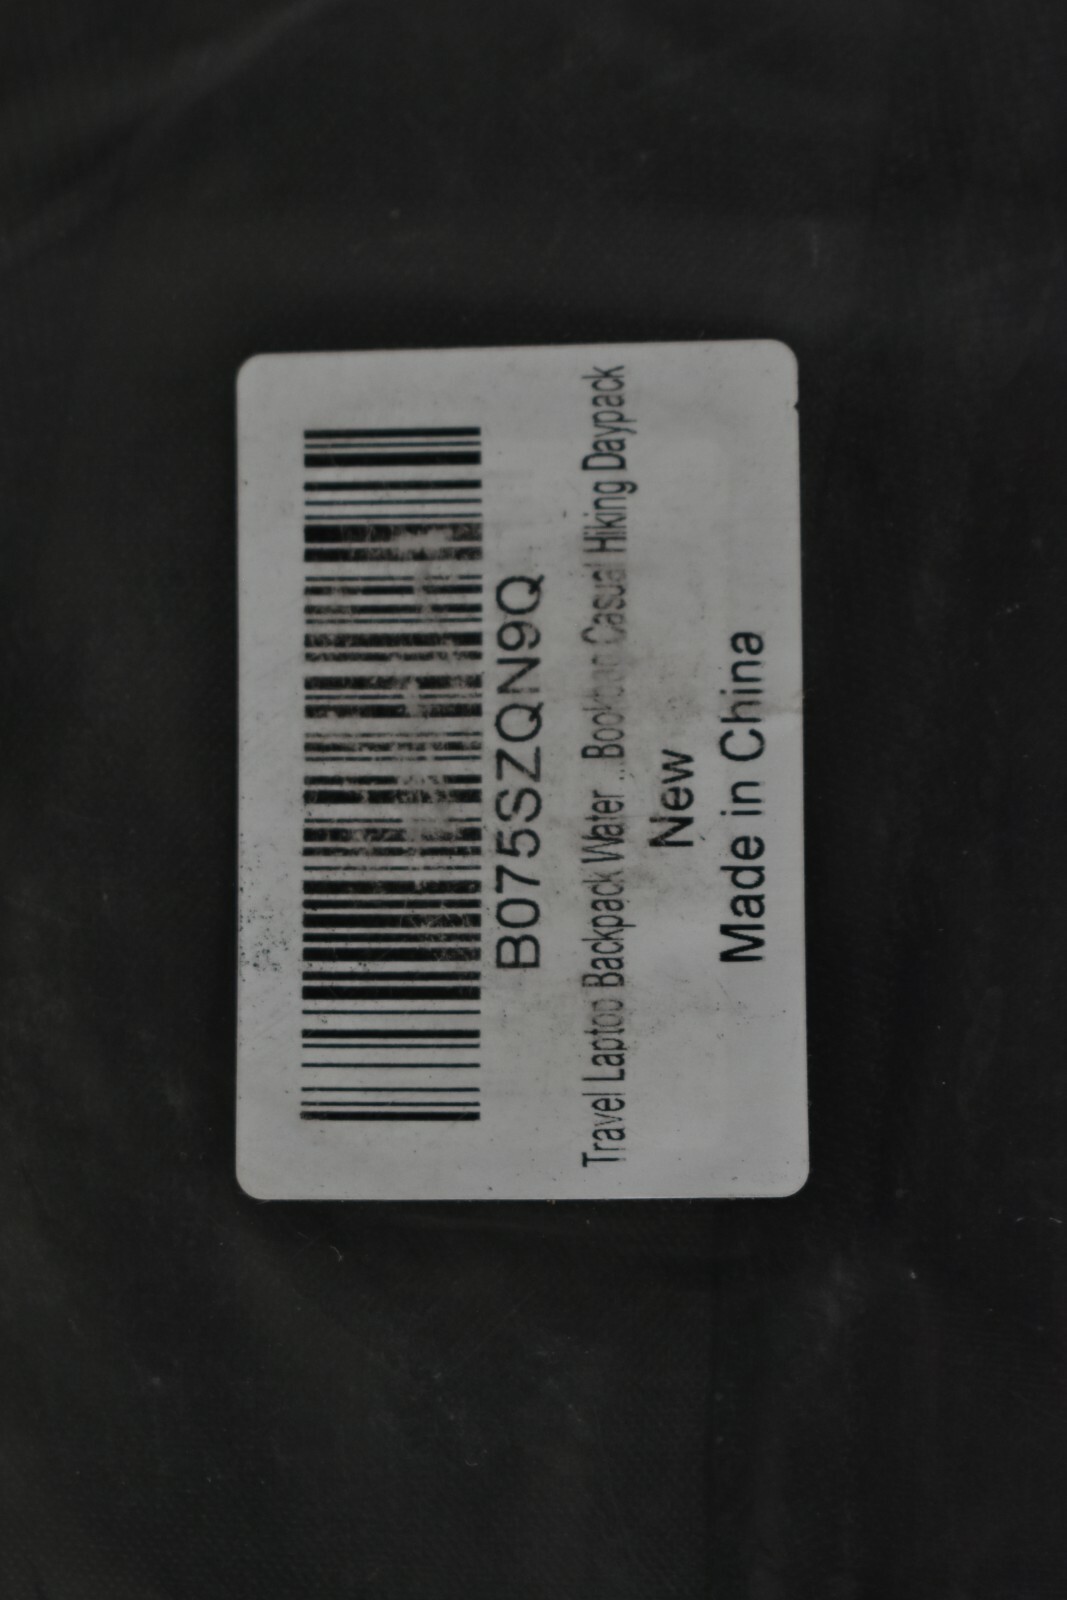 B075SZQN9Q
Travel Laptop Backpack Water ...Bookbag Casual Hiking Daypack
New
Made in China